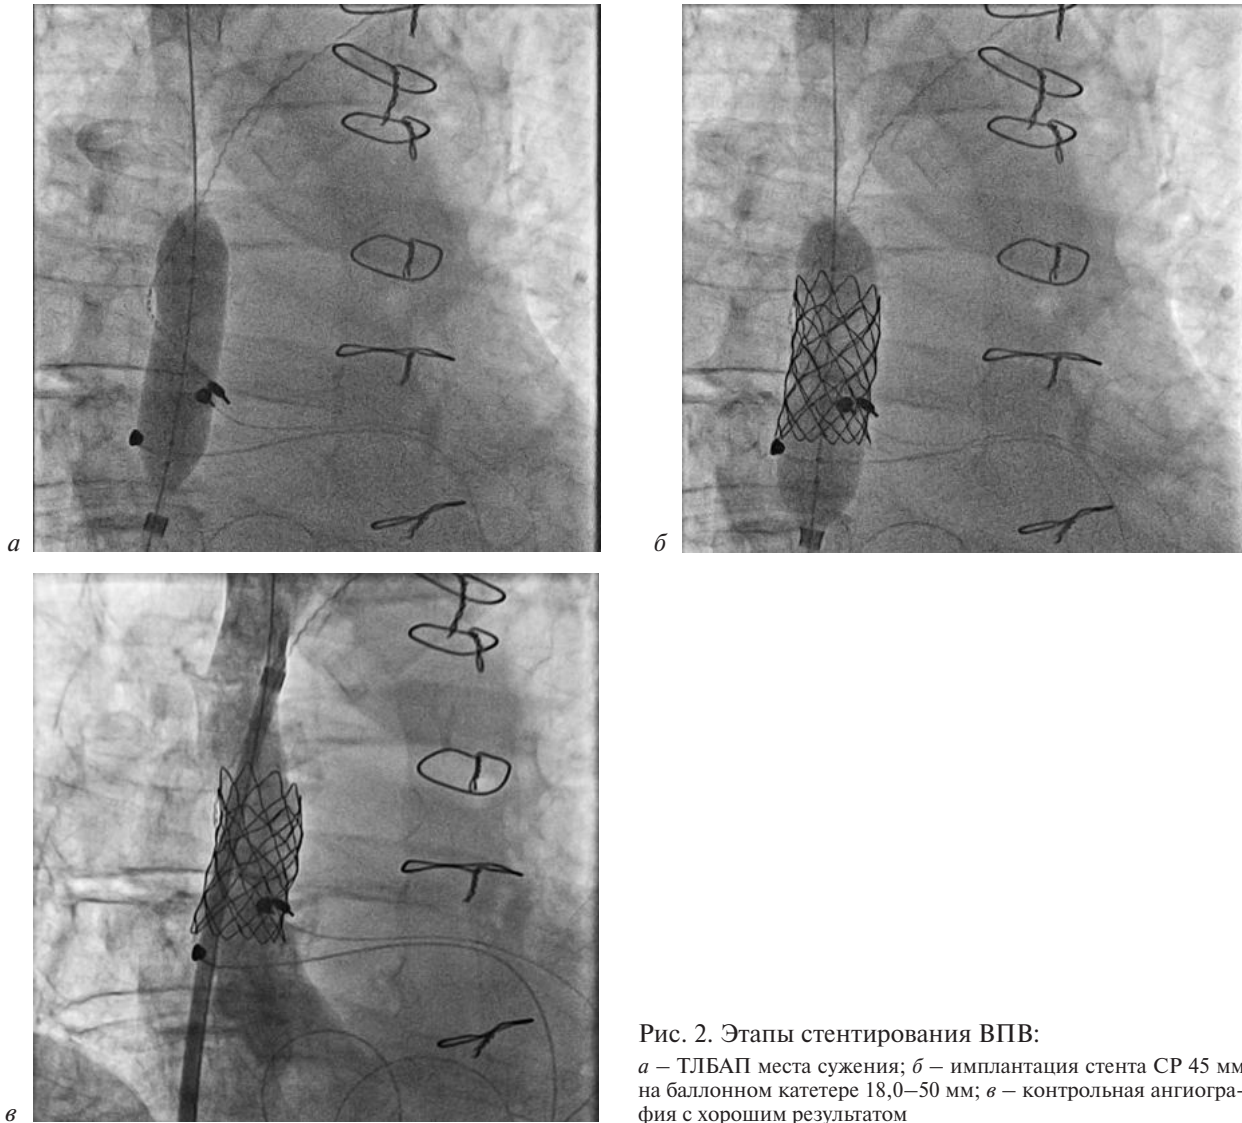 а
б
в
Рис. 2. Этапы стентирования ВПВ:
а – ТЛБАП места сужения; б – имплантация стента СР 45 мм
на баллонном катетере 18,0–50 мм; в – контрольная ангиогра-
фия с хорошим результатом